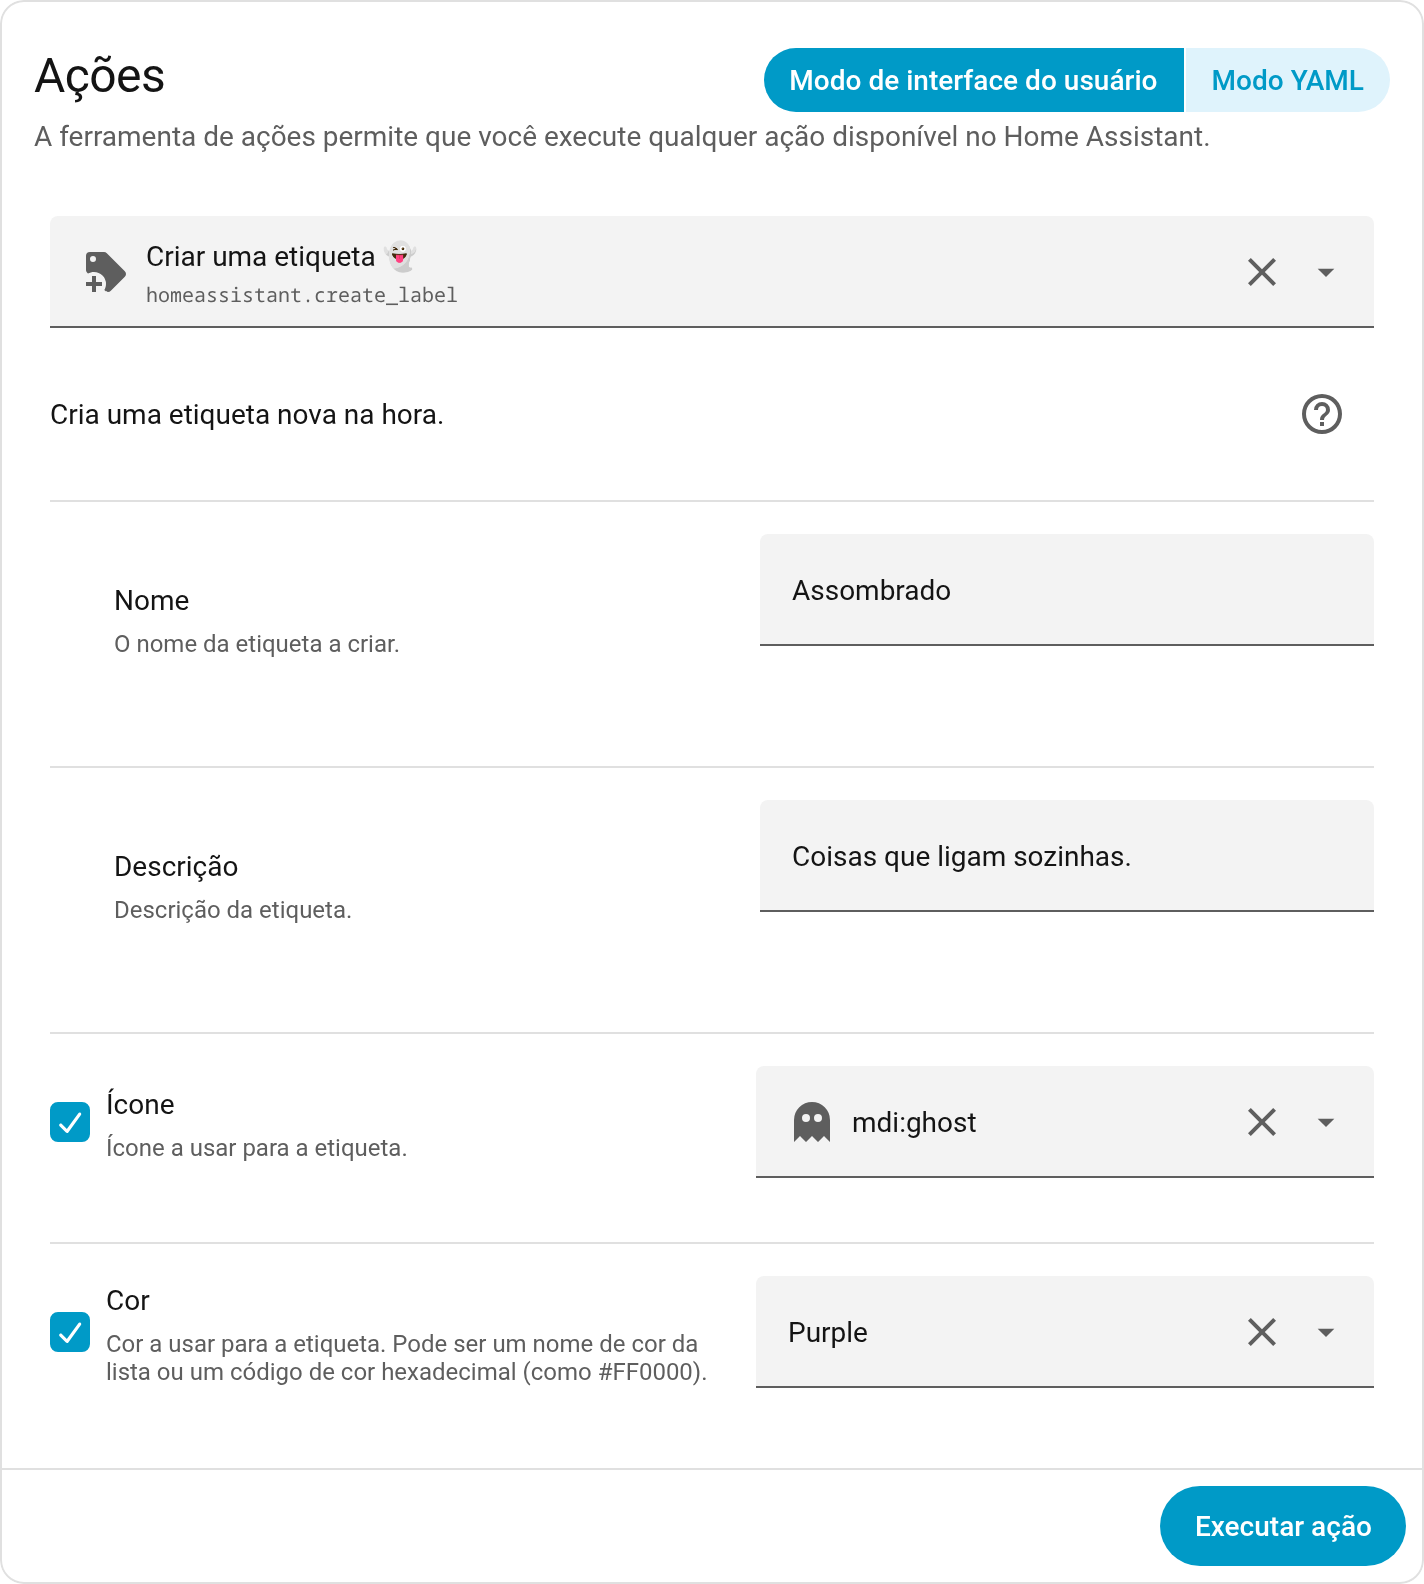 Ações
Modo de interface do usuário
Modo YAML
A ferramenta de ações permite que você execute qualquer ação disponível no Home Assistant.
Criar uma etiqueta 👻
homeassistant.create_label
Cria uma etiqueta nova na hora.
Nome
O nome da etiqueta a criar.
Assombrado
Descrição
Descrição da etiqueta.
Coisas que ligam sozinhas.
Ícone
Ícone a usar para a etiqueta.
mdi:ghost
Cor
Cor a usar para a etiqueta. Pode ser um nome de cor da
lista ou um código de cor hexadecimal (como #FF0000).
Purple
Executar ação